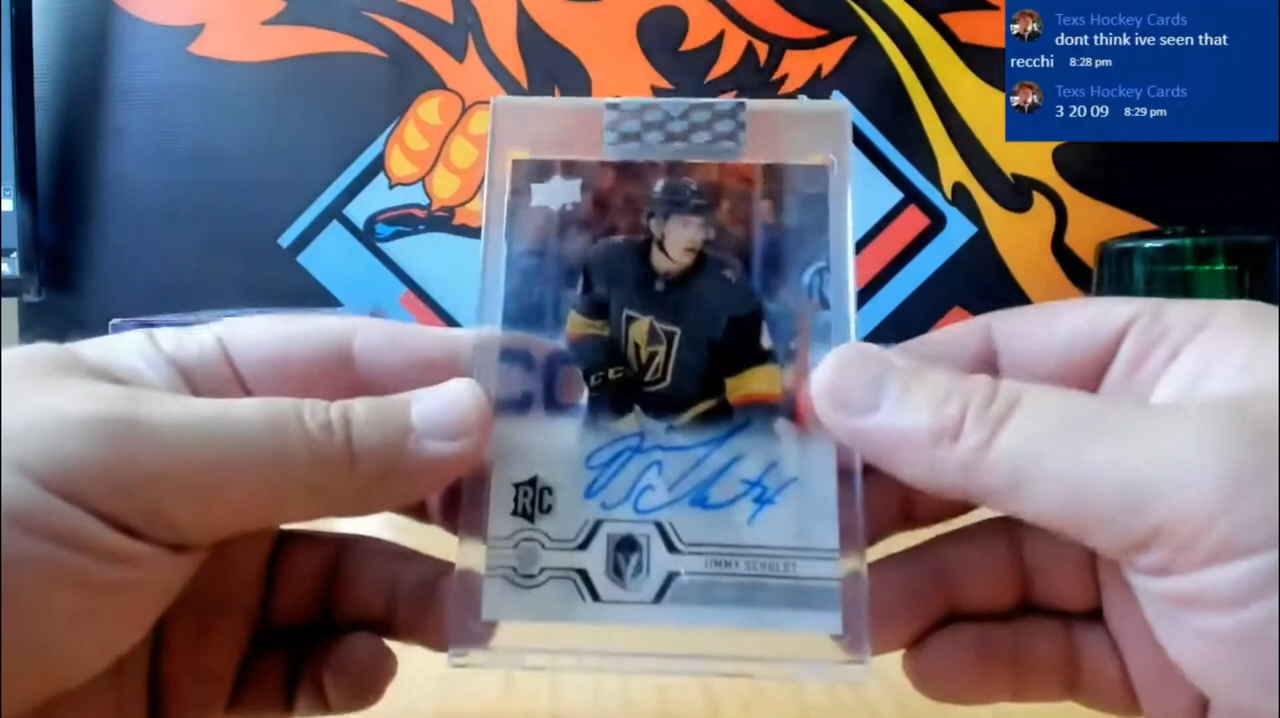 Texs Hockey Cards
dont think ive seen that
recchi 8:28 pm
Texs Hockey Cards
3 20 09 8:29 pm
CC
RC
JIMMY SCHULDT